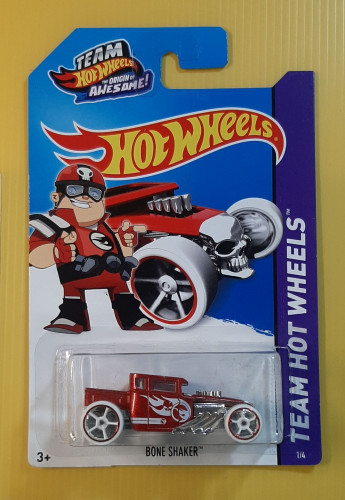 TEAM
HOT WHEELS
THE ORIGIN OF
AWESOME!
HOT WHEELS
TEAM HOT WHEELS™
1/4
3+
BONE SHAKER™